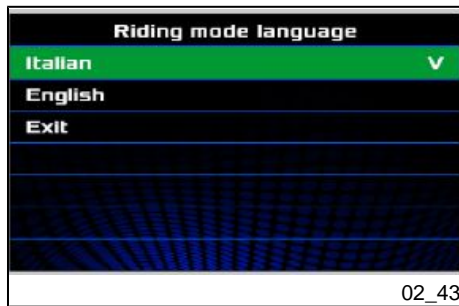 Riding mode language
Italian V
English
Exit
02_43